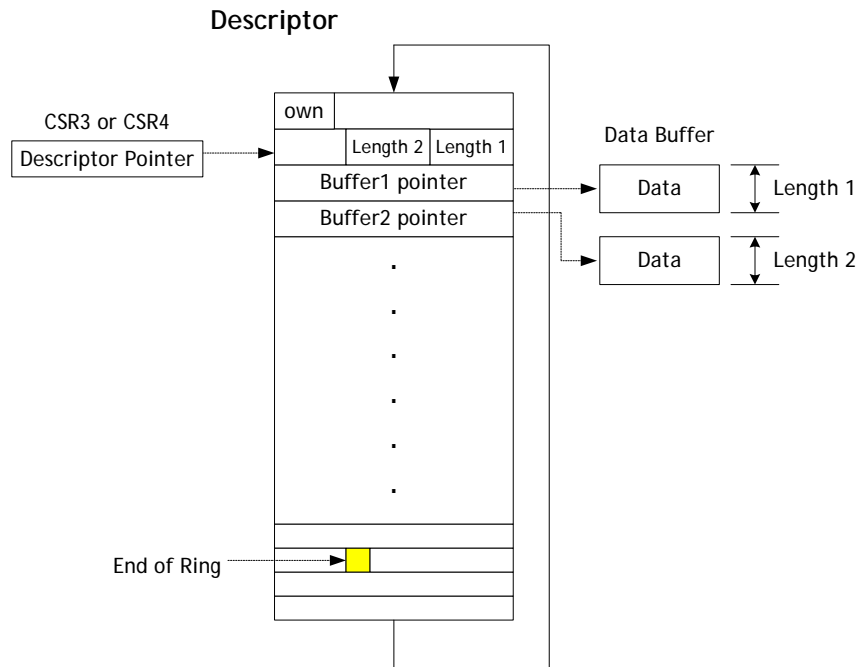 Descriptor
own
CSR3 or CSR4
Descriptor Pointer
Length 2
Length 1
Buffer1 pointer
Buffer2 pointer
Data Buffer
Data
Length 1
Data
Length 2
.
.
.
.
.
.
End of Ring